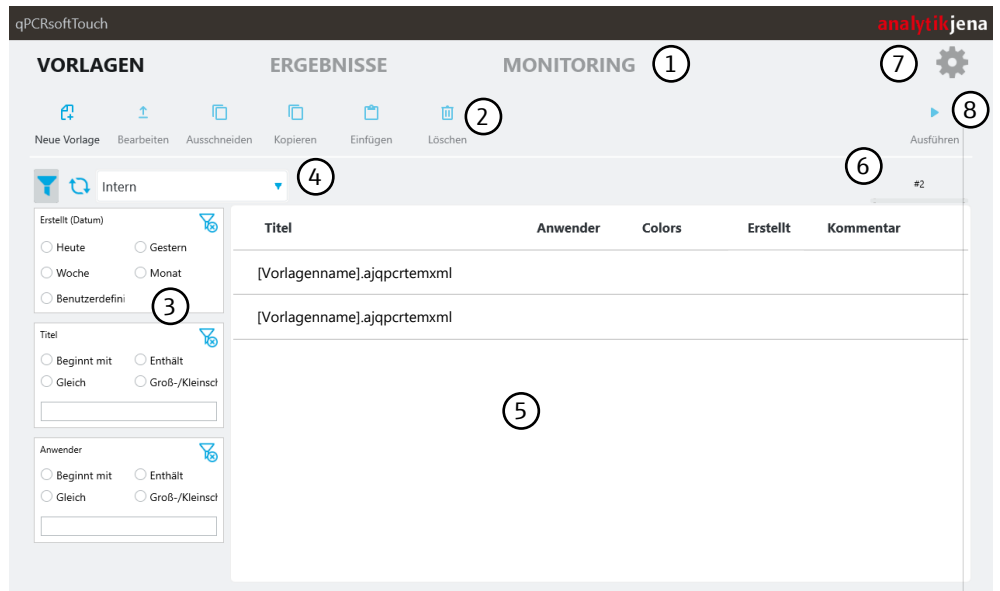 qPCRsoftTouch analytikjena
VORLAGEN ERGEBNISSE MONITORING 1 7
2 8
Neue Vorlage Bearbeiten Ausschneiden Kopieren Einfügen Löschen Ausführen
4 6
Intern #2
Erstellt (Datum)
Heute Gestern
Woche Monat
Benutzerdefini
3
Titel
Beginnt mit Enthält
Gleich Groß-/Kleinsch
Anwender
Beginnt mit Enthält
Gleich Groß-/Kleinsch
Titel Anwender Colors Erstellt Kommentar
[Vorlagenname].ajqpcrtemxml
[Vorlagenname].ajqpcrtemxml
5